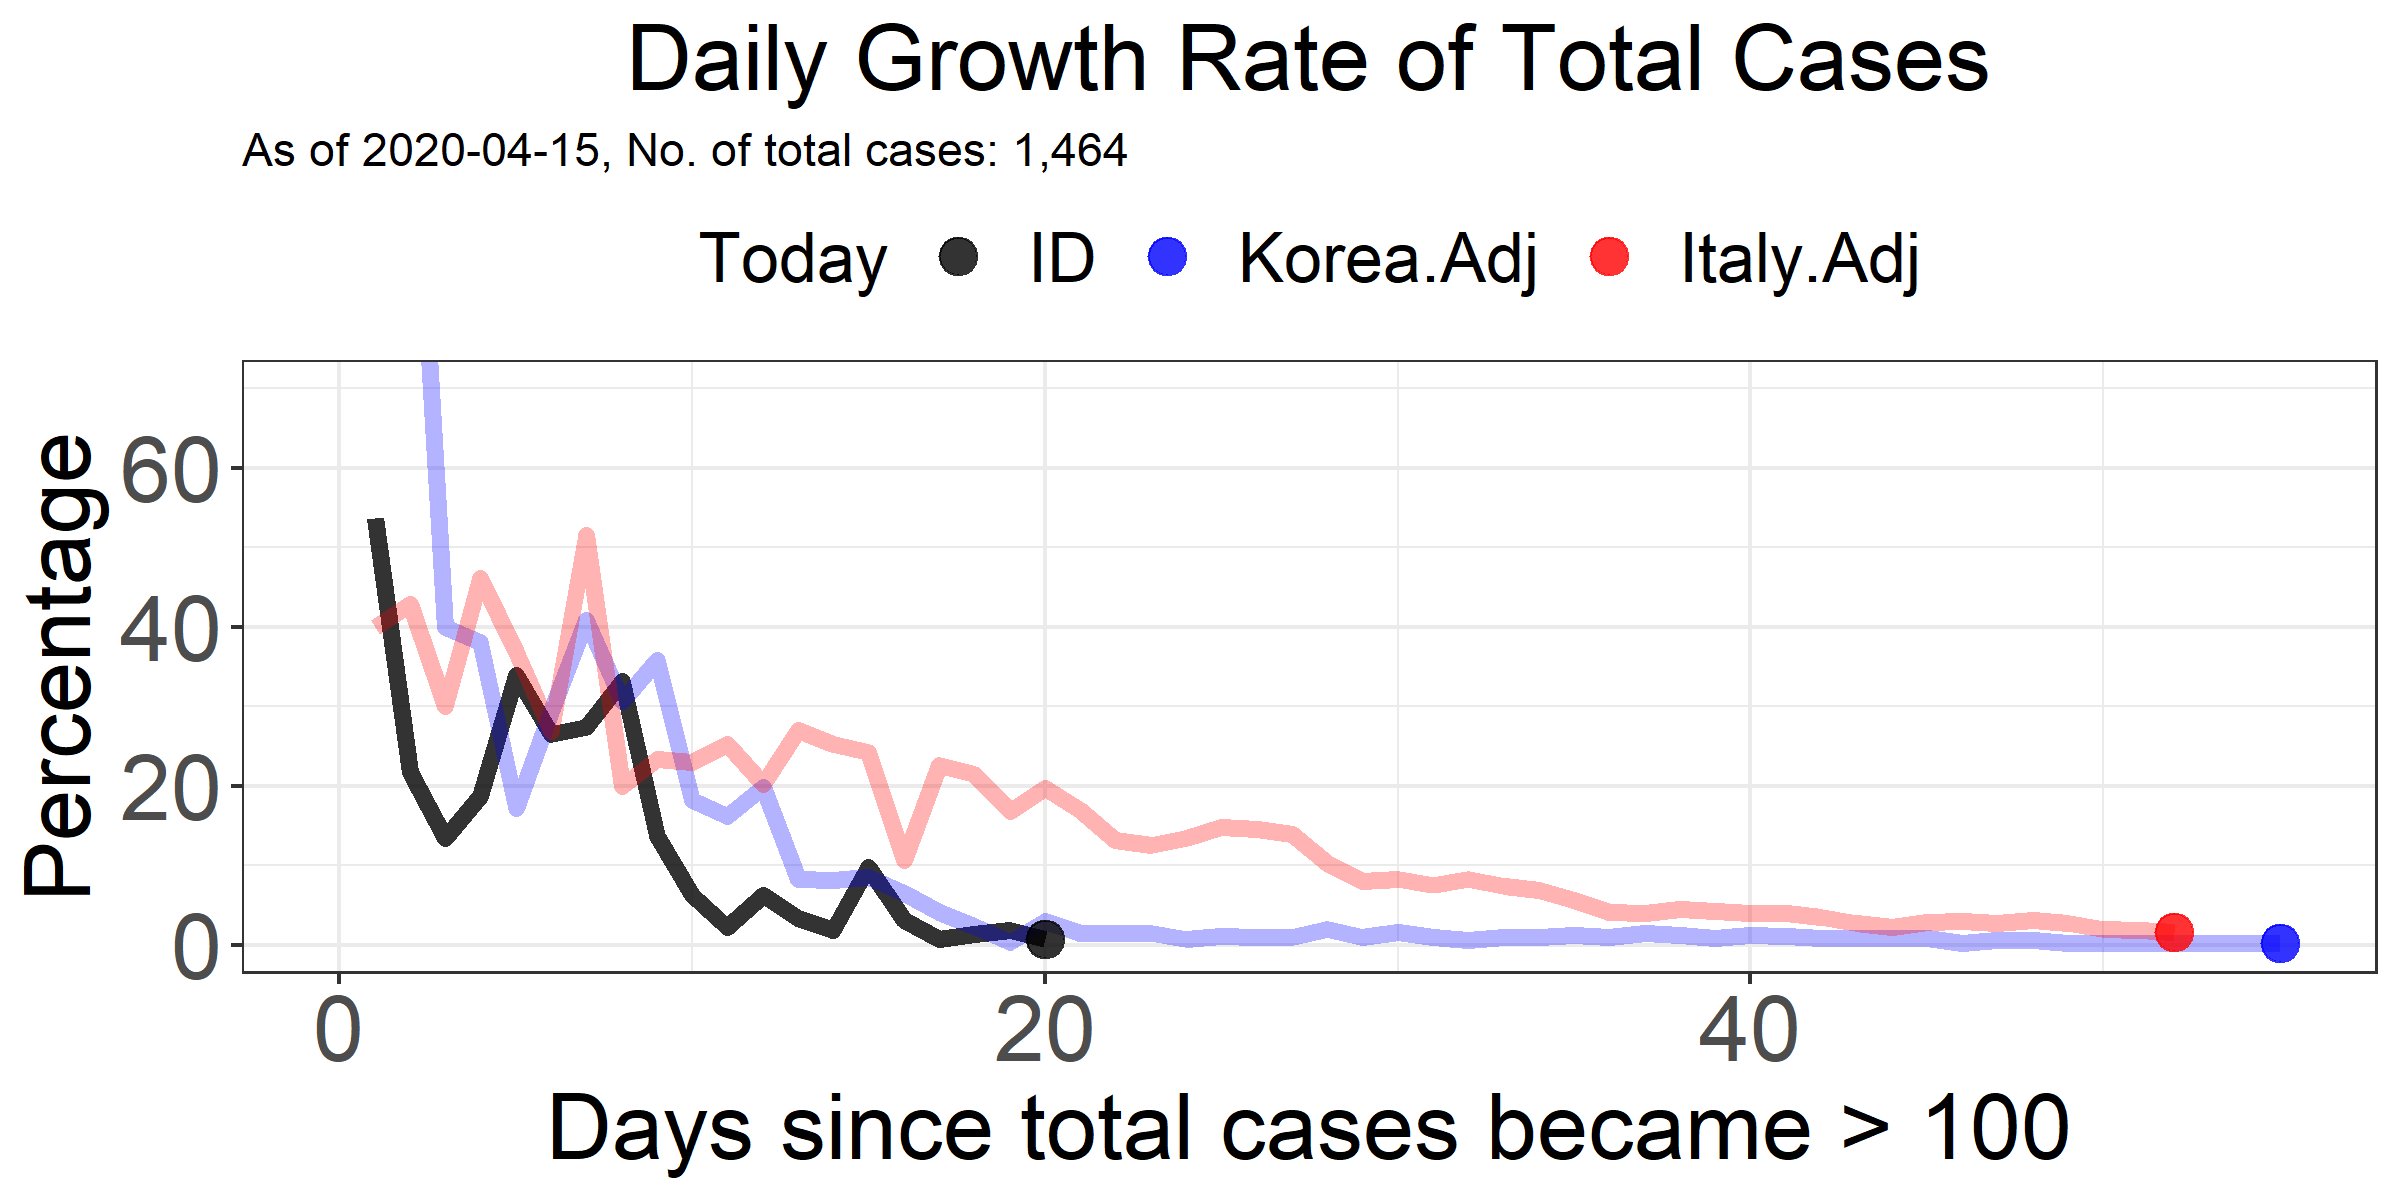 Daily Growth Rate of Total Cases
As of 2020-04-15, No. of total cases: 1,464
Today ID Korea.Adj Italy.Adj
Percentage
60
40
20
0
0 20 40
Days since total cases became > 100